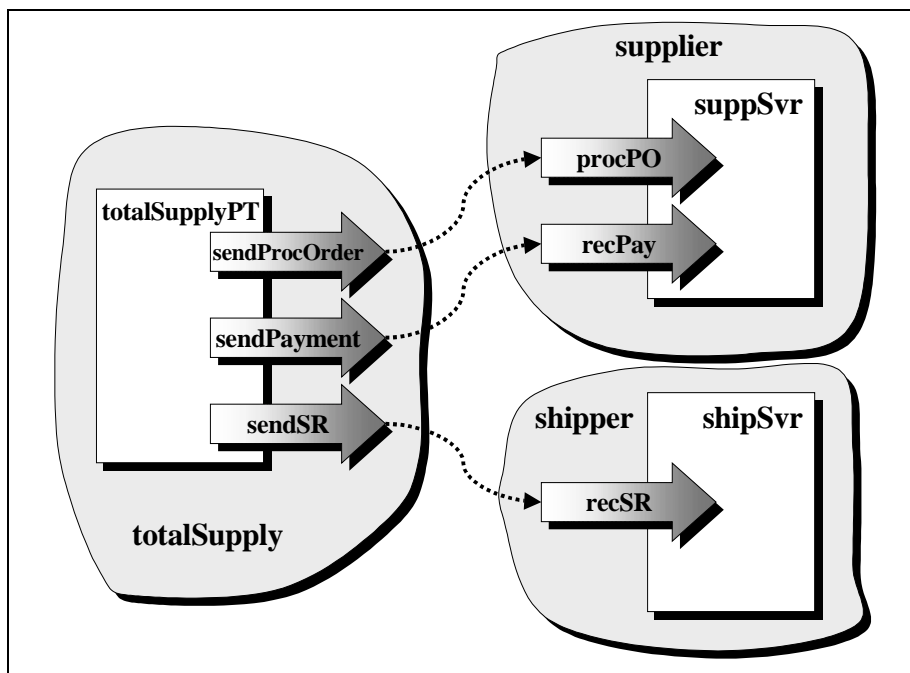 supplier
suppSvr
procPO
recPay
totalSupplyPT
sendProcOrder
sendPayment
sendSR
totalSupply
shipper
shipSvr
recSR